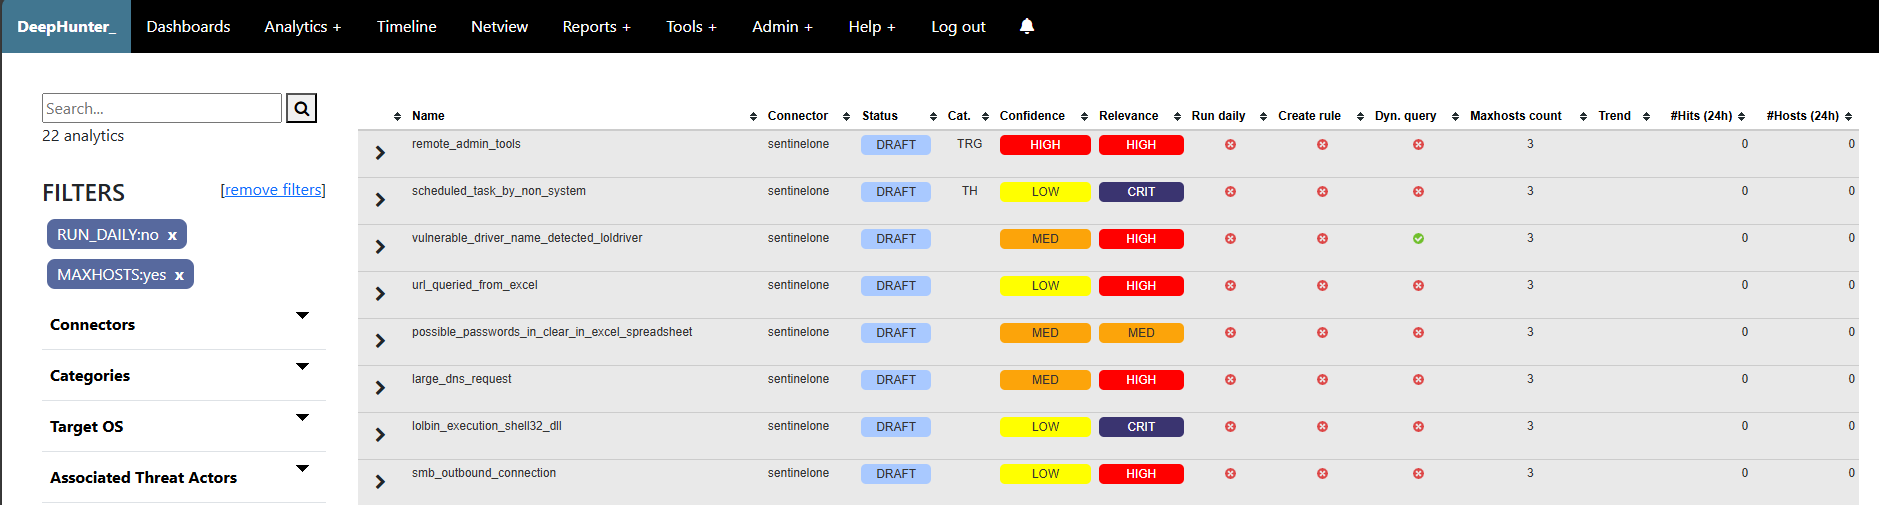 DeepHunter_ Dashboards Analytics + Timeline Netview Reports + Tools + Admin + Help + Log out
Search...
22 analytics
FILTERS [remove filters]
RUN_DAILY:no x
MAXHOSTS:yes x
Connectors
Categories
Target OS
Associated Threat Actors
Name Connector Status Cat. Confidence Relevance Run daily Create rule Dyn. query Maxhosts count Trend #Hits (24h) #Hosts (24h)
remote_admin_tools sentinelone DRAFT TRG HIGH HIGH 3 0 0
scheduled_task_by_non_system sentinelone DRAFT TH LOW CRIT 3 0 0
vulnerable_driver_name_detected_loldriver sentinelone DRAFT MED HIGH 3 0 0
url_queried_from_excel sentinelone DRAFT LOW HIGH 3 0 0
possible_passwords_in_clear_in_excel_spreadsheet sentinelone DRAFT MED MED 3 0 0
large_dns_request sentinelone DRAFT MED HIGH 3 0 0
lolbin_execution_shell32_dll sentinelone DRAFT LOW CRIT 3 0 0
smb_outbound_connection sentinelone DRAFT LOW HIGH 3 0 0